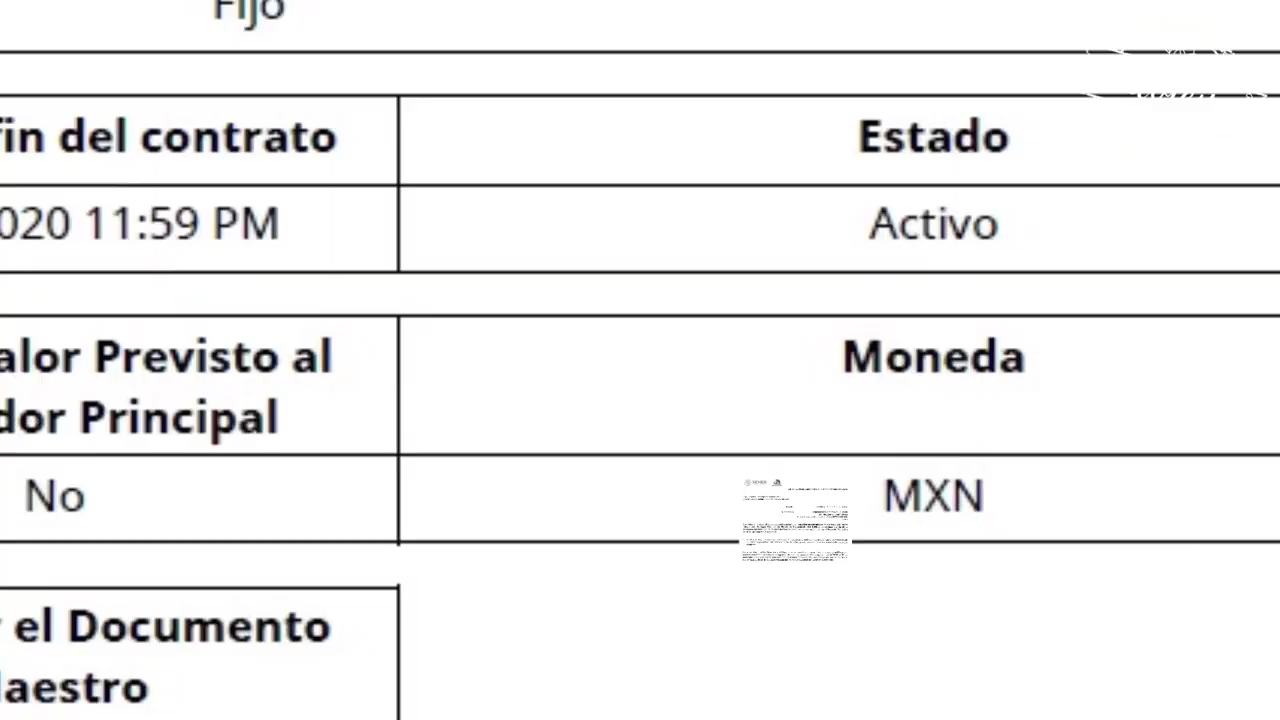 Fijo
fin del contrato
Estado
020 11:59 PM
Activo
alor Previsto al
dor Principal
Moneda
No
MXN
el Documento
aestro